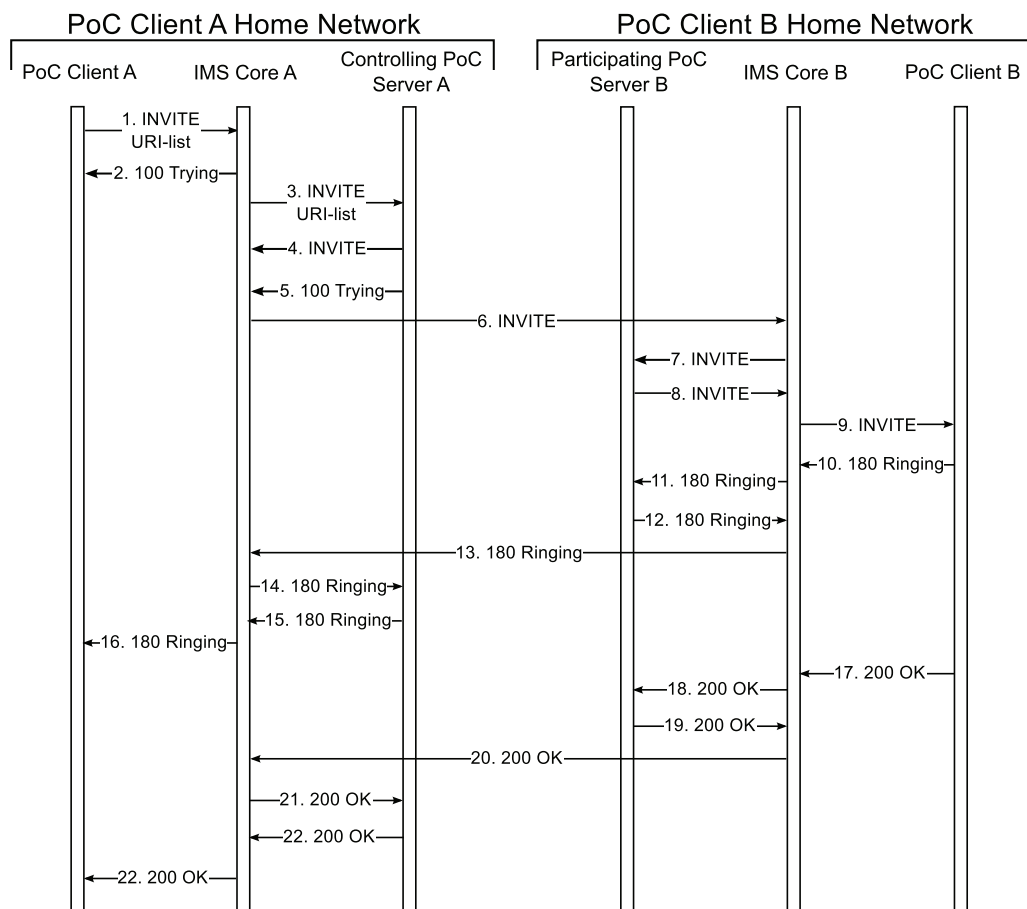 PoC Client A Home Network
PoC Client B Home Network
PoC Client A
IMS Core A
Controlling PoC
Server A
Participating PoC
Server B
IMS Core B
PoC Client B
1. INVITE
URI-list
2. 100 Trying
3. INVITE
URI-list
4. INVITE
5. 100 Trying
6. INVITE
7. INVITE
8. INVITE
9. INVITE
10. 180 Ringing
11. 180 Ringing
12. 180 Ringing
13. 180 Ringing
14. 180 Ringing
15. 180 Ringing
16. 180 Ringing
17. 200 OK
18. 200 OK
19. 200 OK
20. 200 OK
21. 200 OK
22. 200 OK
22. 200 OK